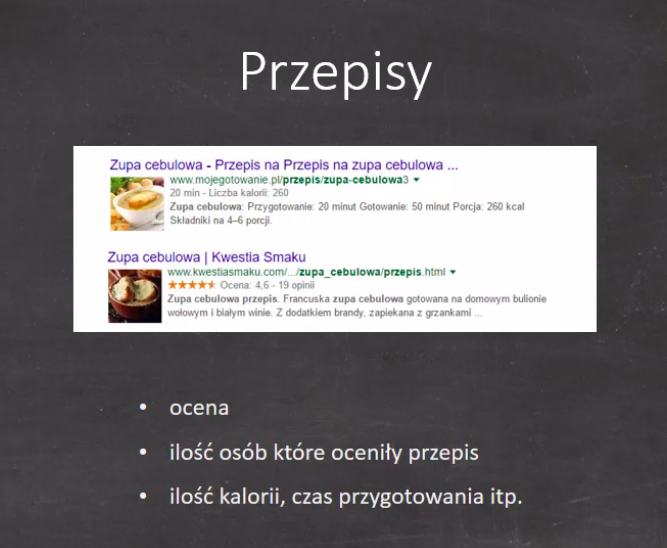 Przepisy
Zupa cebulowa - Przepis na Przepis na zupa cebulowa ...
www.mojegotowanie.pl/przepis/zupa-cebulowa3
20 min - Liczba kalorii: 260
Zupa cebulowa: Przygotowanie: 20 minut Gotowanie: 50 minut Porcja: 260 kcal
Składniki na 4–6 porcji.
Zupa cebulowa | Kwestia Smaku
www.kwestiasmaku.com/.../zupa_cebulowa/przepis.html
Ocena: 4,6 - 19 opinii
Zupa cebulowa przepis. Francuska zupa cebulowa gotowana na domowym bulionie
wołowym i białym winie. Z dodatkiem brandy, zapiekana z grzankami ...
• ocena
• ilość osób które oceniły przepis
• ilość kalorii, czas przygotowania itp.